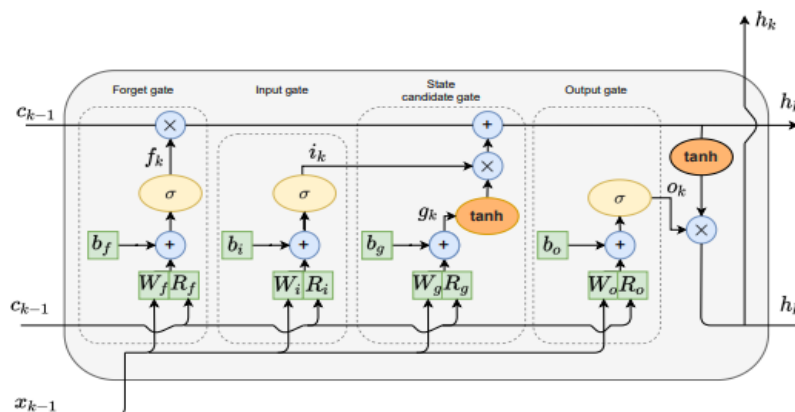 h_k
Forget gate
Input gate
State
candidate gate
Output gate
c_{k-1}
×
+
h_k
f_k
i_k
×
tanh
σ
σ
g_k
tanh
σ
o_k
×
b_f
+
b_i
+
b_g
+
b_o
+
W_f R_f
W_i R_i
W_g R_g
W_o R_o
c_{k-1}
h_k
x_{k-1}